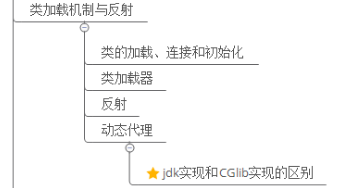 类加载机制与反射
类的加载、连接和初始化
类加载器
反射
动态代理
jdk实现和CGlib实现的区别